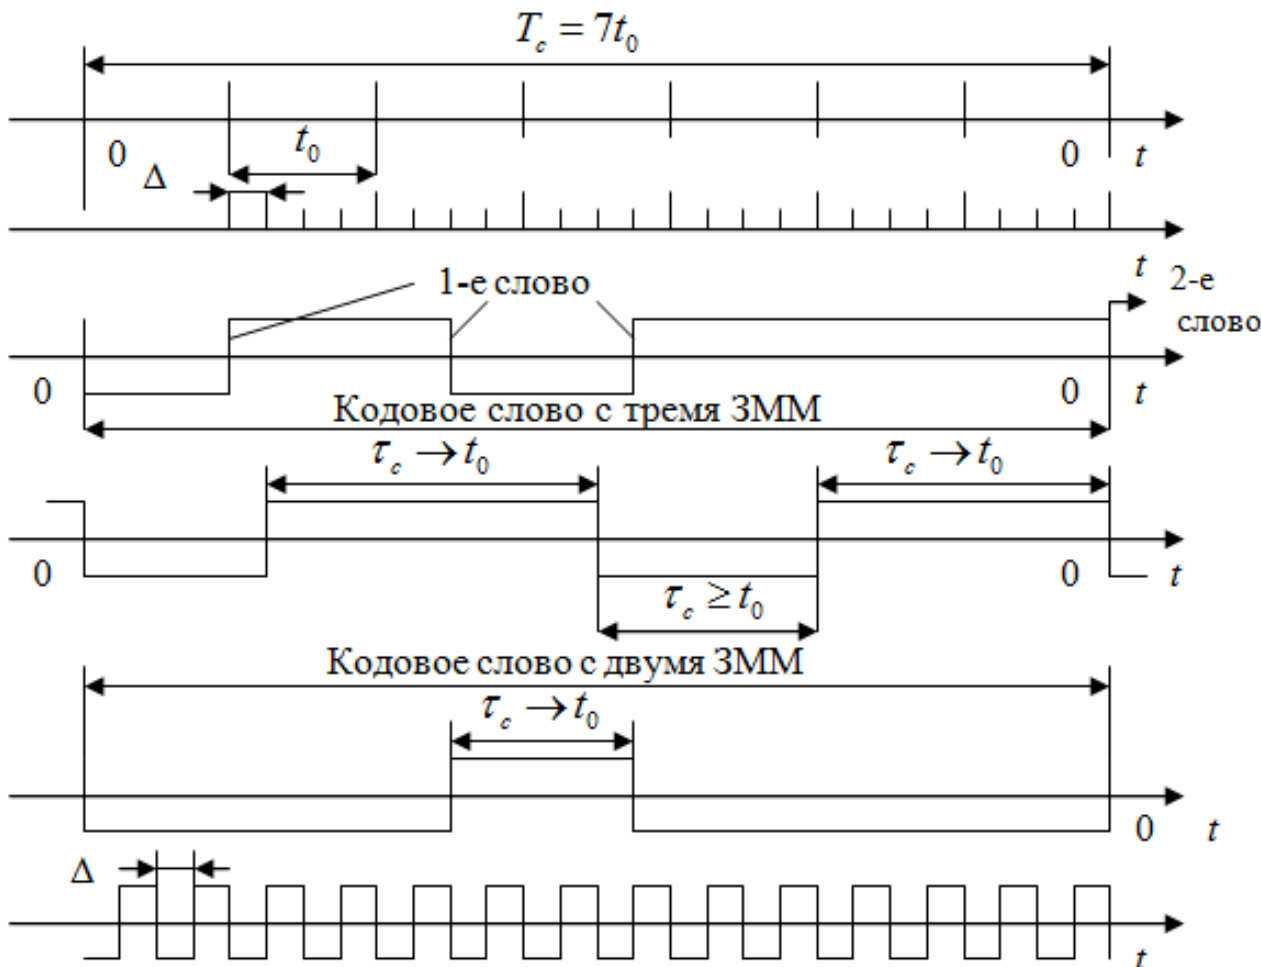 T_c = 7t_0
0 t_0 0 t
Δ
t
1-е слово 2-е
слово
0 0 t
Кодовое слово с тремя ЗММ
τ_c → t_0 τ_c → t_0
0 0 t
τ_c ≥ t_0
Кодовое слово с двумя ЗММ
τ_c → t_0
0 t
Δ
t